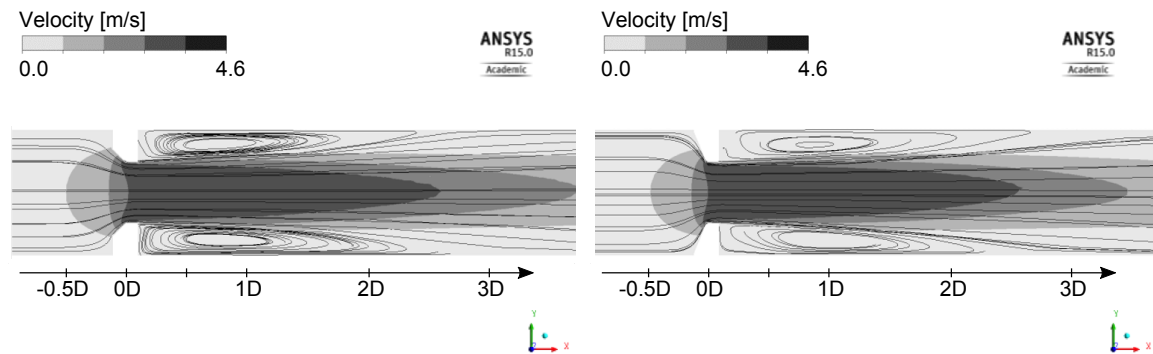 Velocity [m/s]
0.0 4.6
ANSYS
R15.0
Academic
-0.5D 0D 1D 2D 3D
Y
X
Velocity [m/s]
0.0 4.6
ANSYS
R15.0
Academic
-0.5D 0D 1D 2D 3D
Y
X